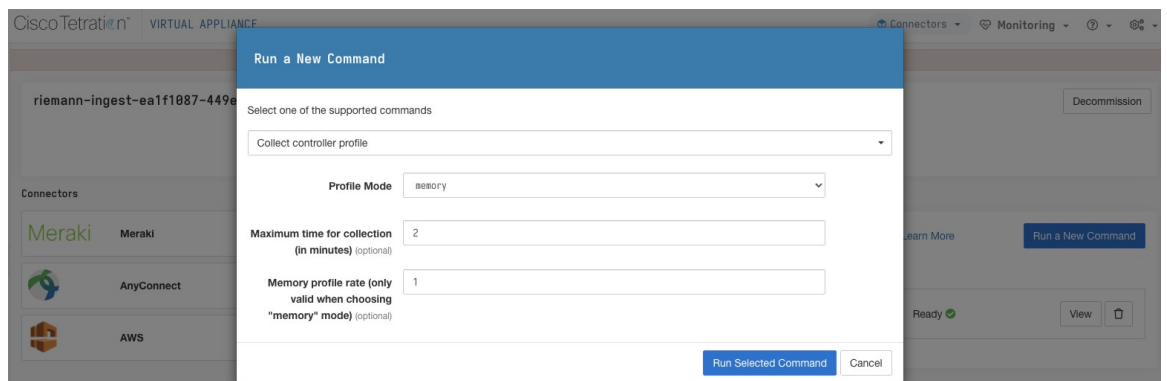 Cisco Tetration™ VIRTUAL APPLIANCE
Connectors
Monitoring
Run a New Command
riemann-ingest-ea1f1087-449e
Decommission
Select one of the supported commands
Collect controller profile
Profile Mode
memory
Connectors
Meraki Meraki
Maximum time for collection
(in minutes) (optional)
2
Learn More
Run a New Command
AnyConnect
Memory profile rate (only
valid when choosing
"memory" mode) (optional)
1
Ready
View
AWS
Run Selected Command
Cancel